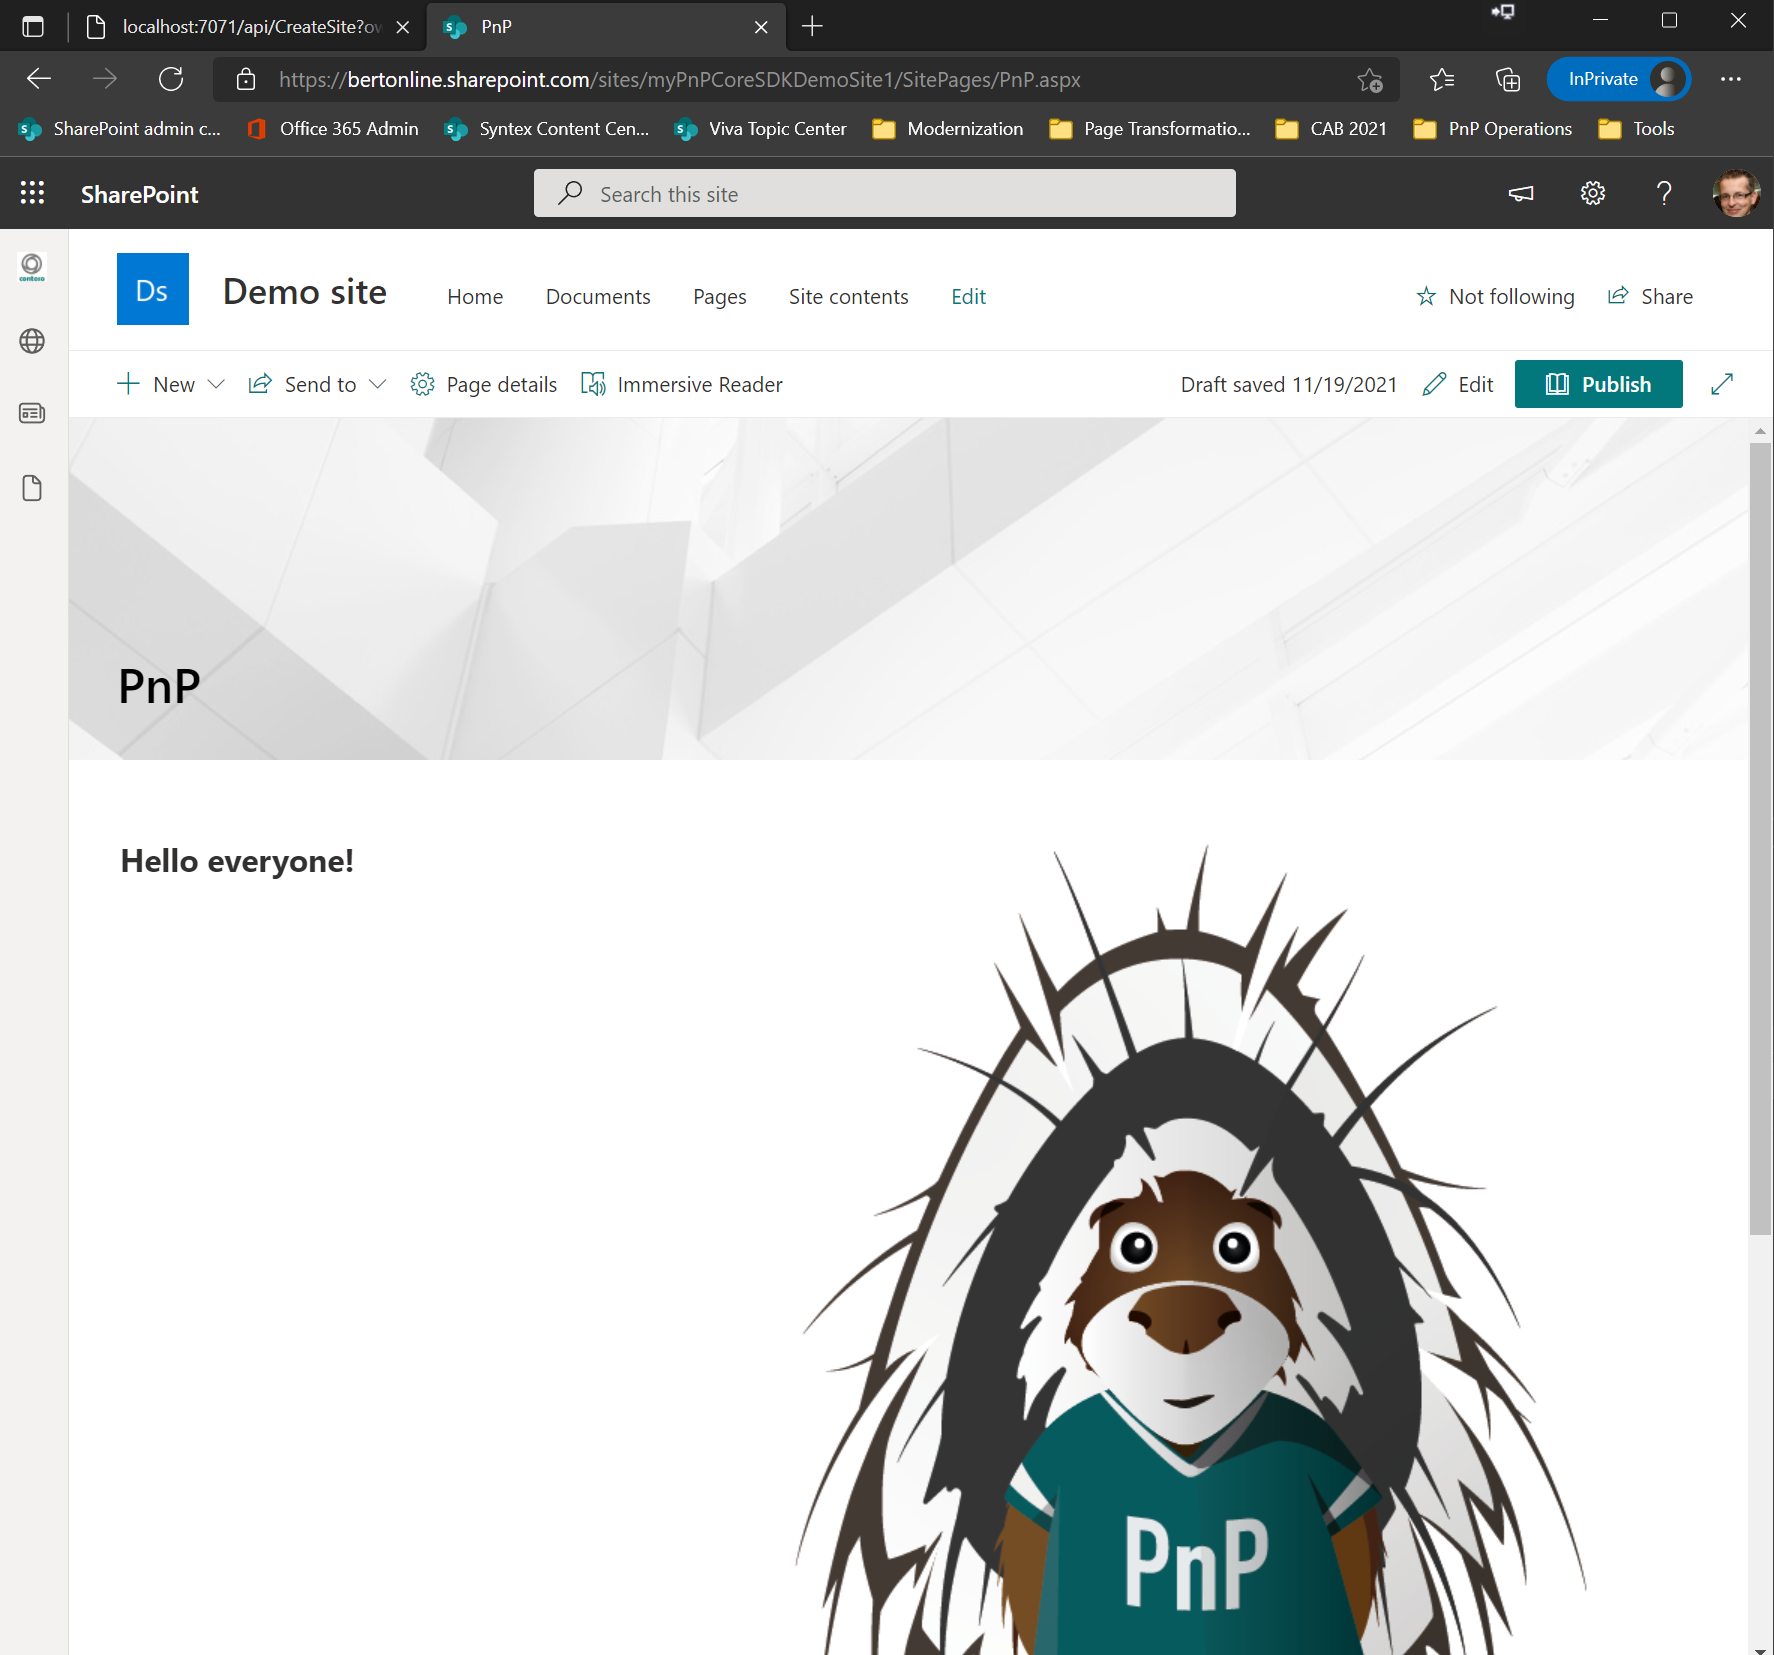 localhost:7071/api/CreateSite?ow
PnP
https://bertonline.sharepoint.com/sites/myPnPCoreSDKDemoSite1/SitePages/PnP.aspx
InPrivate
SharePoint admin c...
Office 365 Admin
Syntex Content Cen...
Viva Topic Center
Modernization
Page Transformatio...
CAB 2021
PnP Operations
Tools
SharePoint
Search this site
contoso
Ds
Demo site
Home
Documents
Pages
Site contents
Edit
Not following
Share
New
Send to
Page details
Immersive Reader
Draft saved 11/19/2021
Edit
Publish
PnP
Hello everyone!
PnP